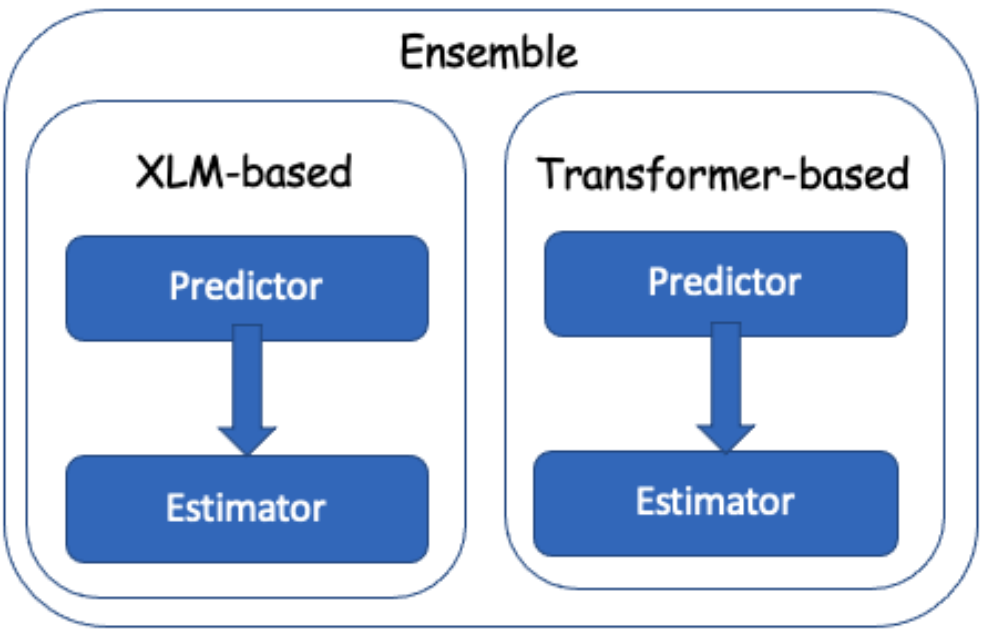 Ensemble
XLM-based
Predictor
Estimator
Transformer-based
Predictor
Estimator